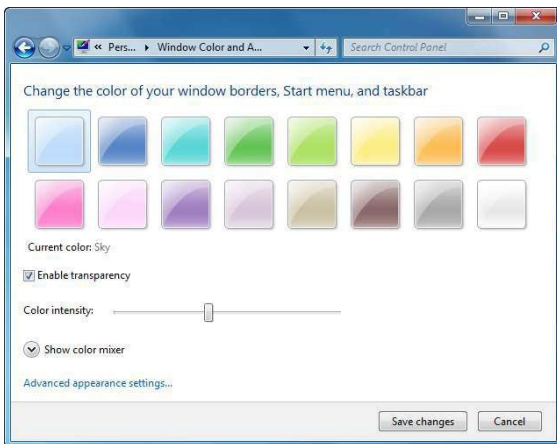 « Pers... ▸ Window Color and A... Search Control Panel
Change the color of your window borders, Start menu, and taskbar
Current color: Sky
Enable transparency
Color intensity:
Show color mixer
Advanced appearance settings...
Save changes Cancel